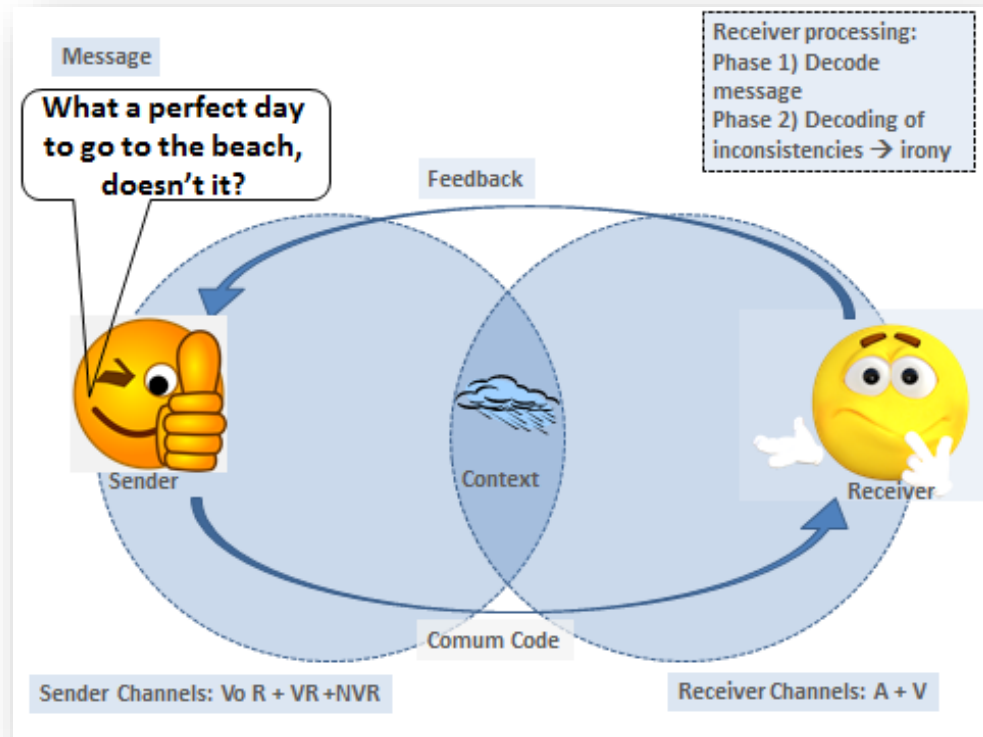 Message
What a perfect day
to go to the beach,
doesn't it?
Receiver processing:
Phase 1) Decode
message
Phase 2) Decoding of
inconsistencies → irony
Feedback
Sender
Context
Receiver
Comum Code
Sender Channels: Vo R + VR +NVR
Receiver Channels: A + V